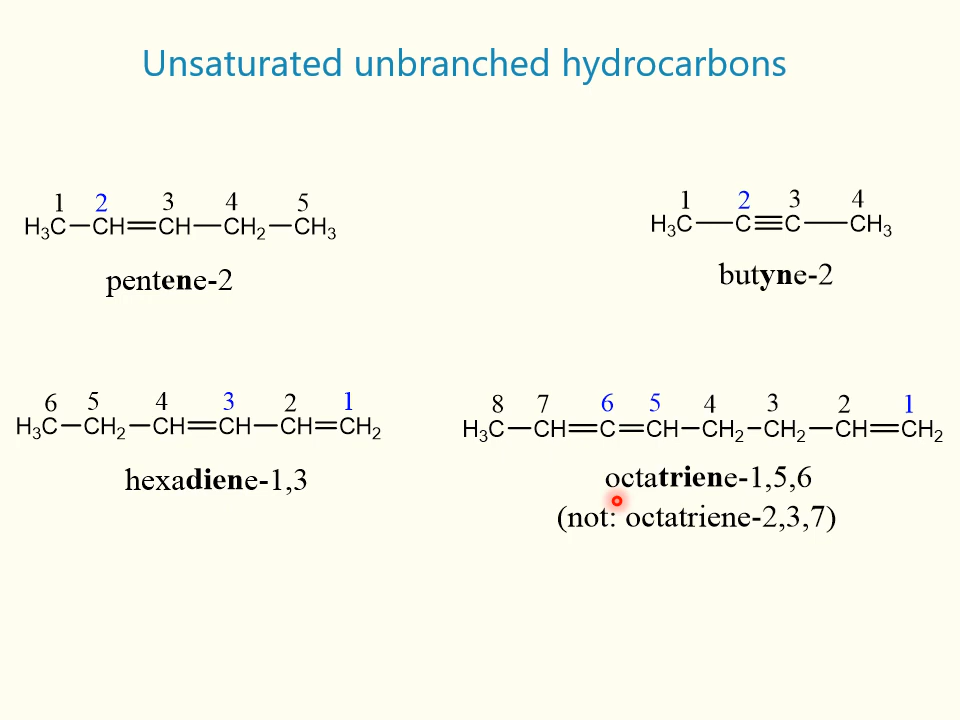 Unsaturated unbranched hydrocarbons
1 2 3 4 5
H₃C—CH=CH—CH₂—CH₃
pentene-2
1 2 3 4
H₃C—C≡C—CH₃
butyne-2
6 5 4 3 2 1
H₃C—CH₂—CH=CH—CH=CH₂
hexadiene-1,3
8 7 6 5 4 3 2 1
H₃C—CH=C=CH—CH₂—CH₂—CH=CH₂
octatriene-1,5,6
(not: octatriene-2,3,7)